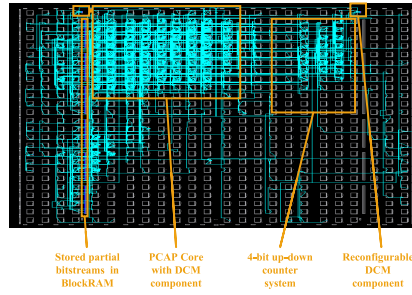 Stored partial
bitstreams in
BlockRAM
PCAP Core
with DCM
component
4-bit up-down
counter
system
Reconfigurable
DCM
component